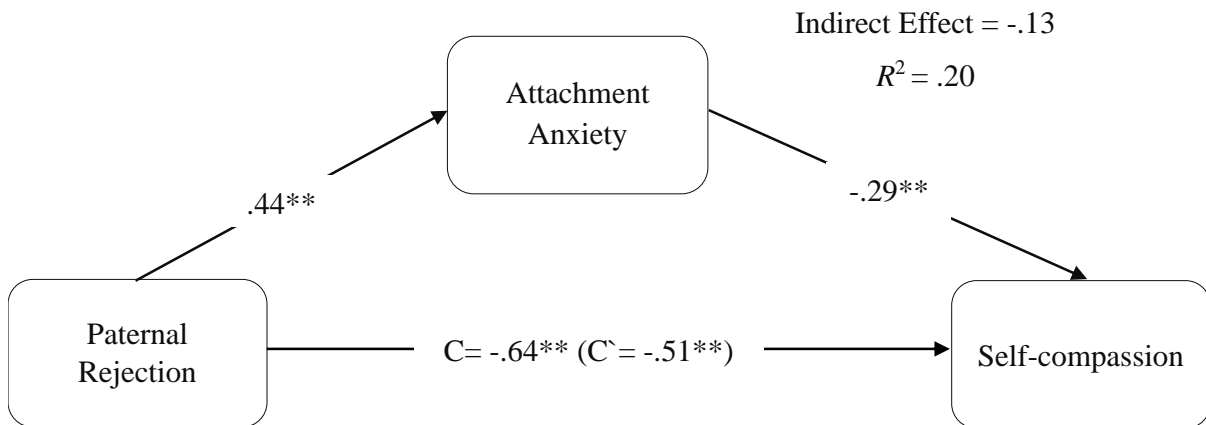 Indirect Effect = -.13
R² = .20
Attachment
Anxiety
.44**
-.29**
Paternal
Rejection
C= -.64** (C`= -.51**)
Self-compassion